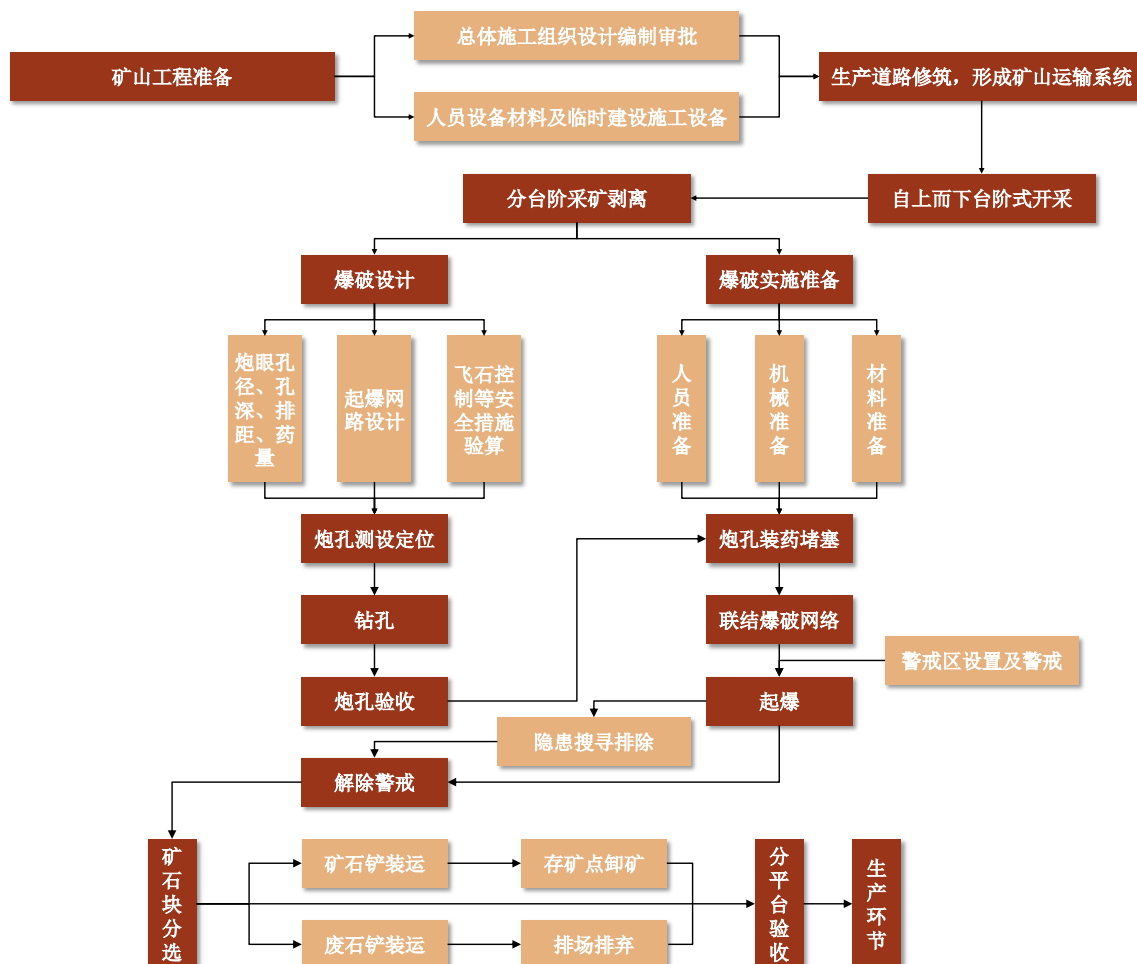 总体施工组织设计编制审批
矿山工程准备
生产道路修筑，形成矿山运输系统
人员设备材料及临时建设施工设备
分台阶采矿剥离
自上而下台阶式开采
爆破设计
爆破实施准备
炮眼孔
径、孔
深、排
距、药
量
起爆网
路设计
飞石控
制等安
全措施
验算
人
员
准
备
机
械
准
备
材
料
准
备
炮孔测设定位
炮孔装药堵塞
钻孔
联结爆破网络
警戒区设置及警戒
炮孔验收
起爆
隐患搜寻排除
解除警戒
矿
石
块
分
选
矿石铲装运
存矿点卸矿
废石铲装运
排场排弃
分
平
台
验
收
生
产
环
节